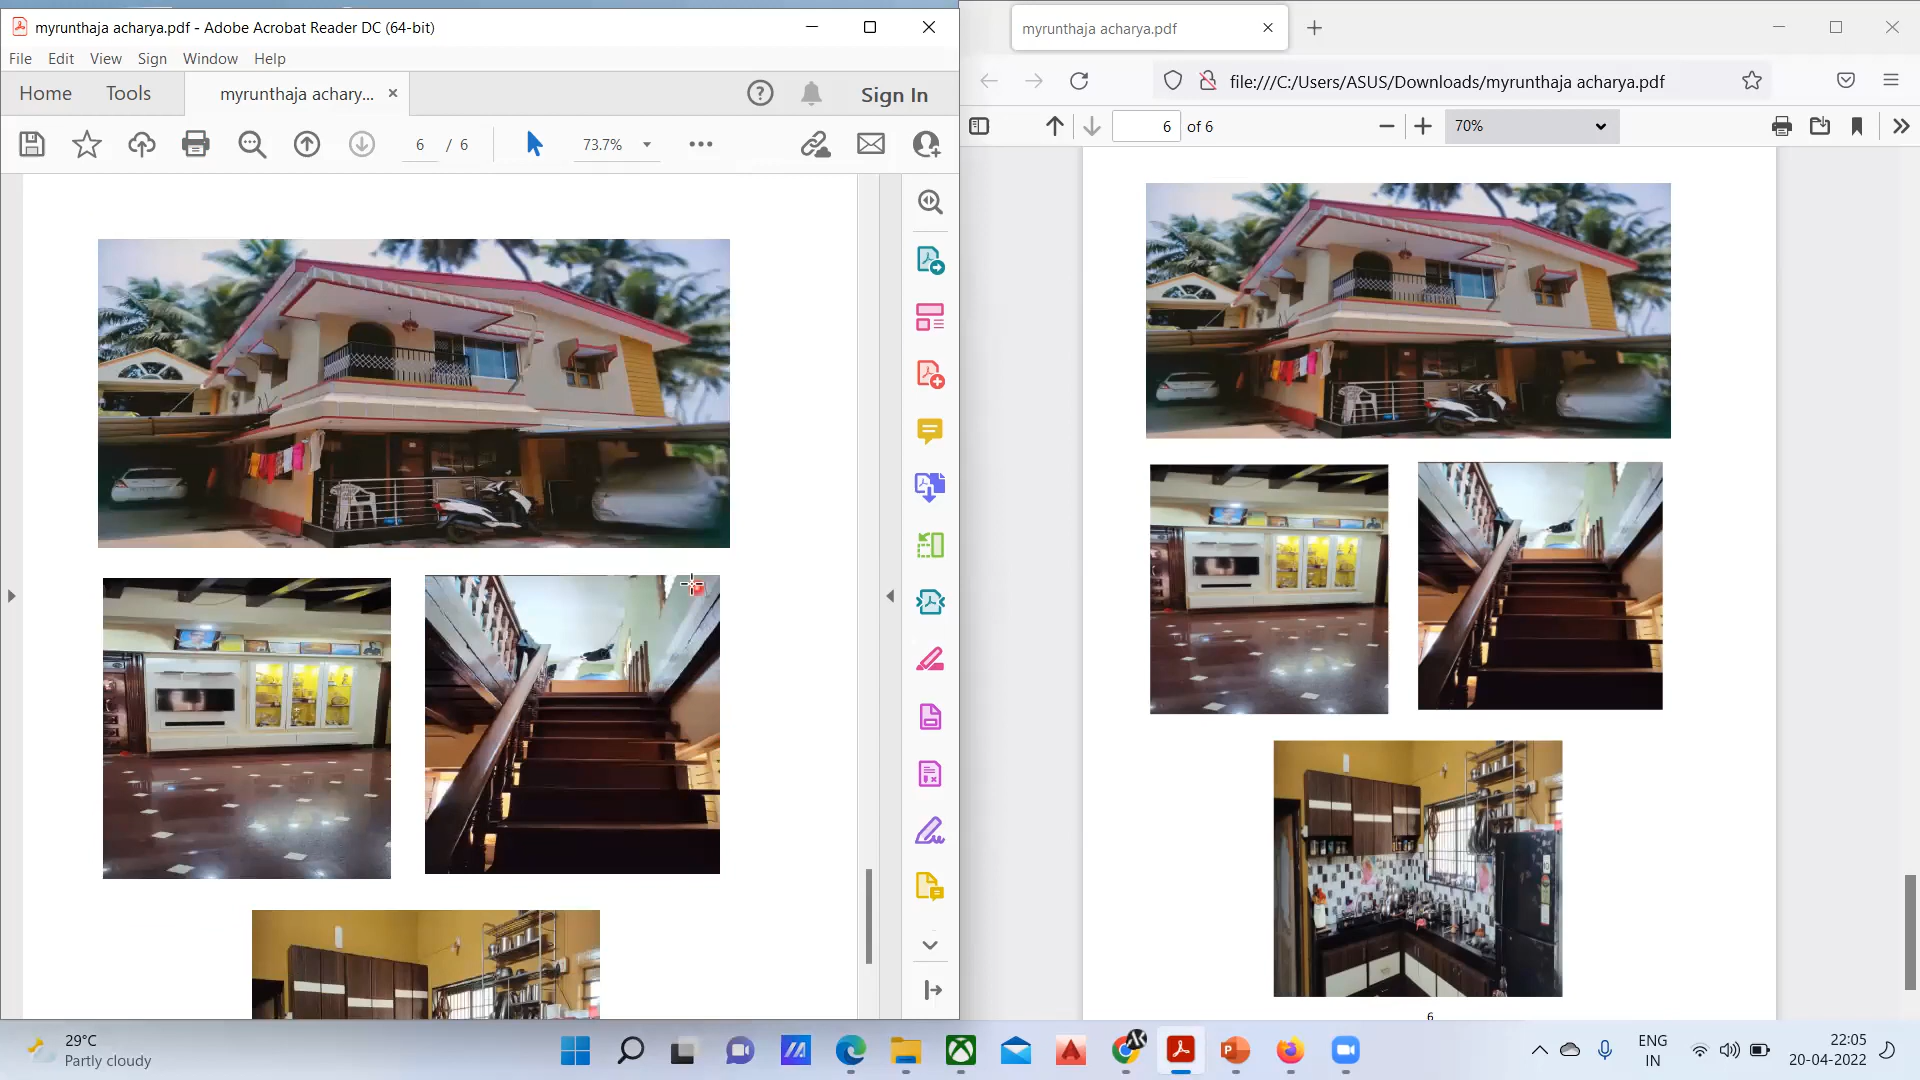 myrunthaja acharya.pdf - Adobe Acrobat Reader DC (64-bit)
File Edit View Sign Window Help
Home Tools myrunthaja achary... Sign In
6 / 6 73.7%
myrunthaja acharya.pdf
file:///C:/Users/ASUS/Downloads/myrunthaja acharya.pdf
6 of 6 70%
6
29°C
Partly cloudy
ENG
IN
22:05
20-04-2022